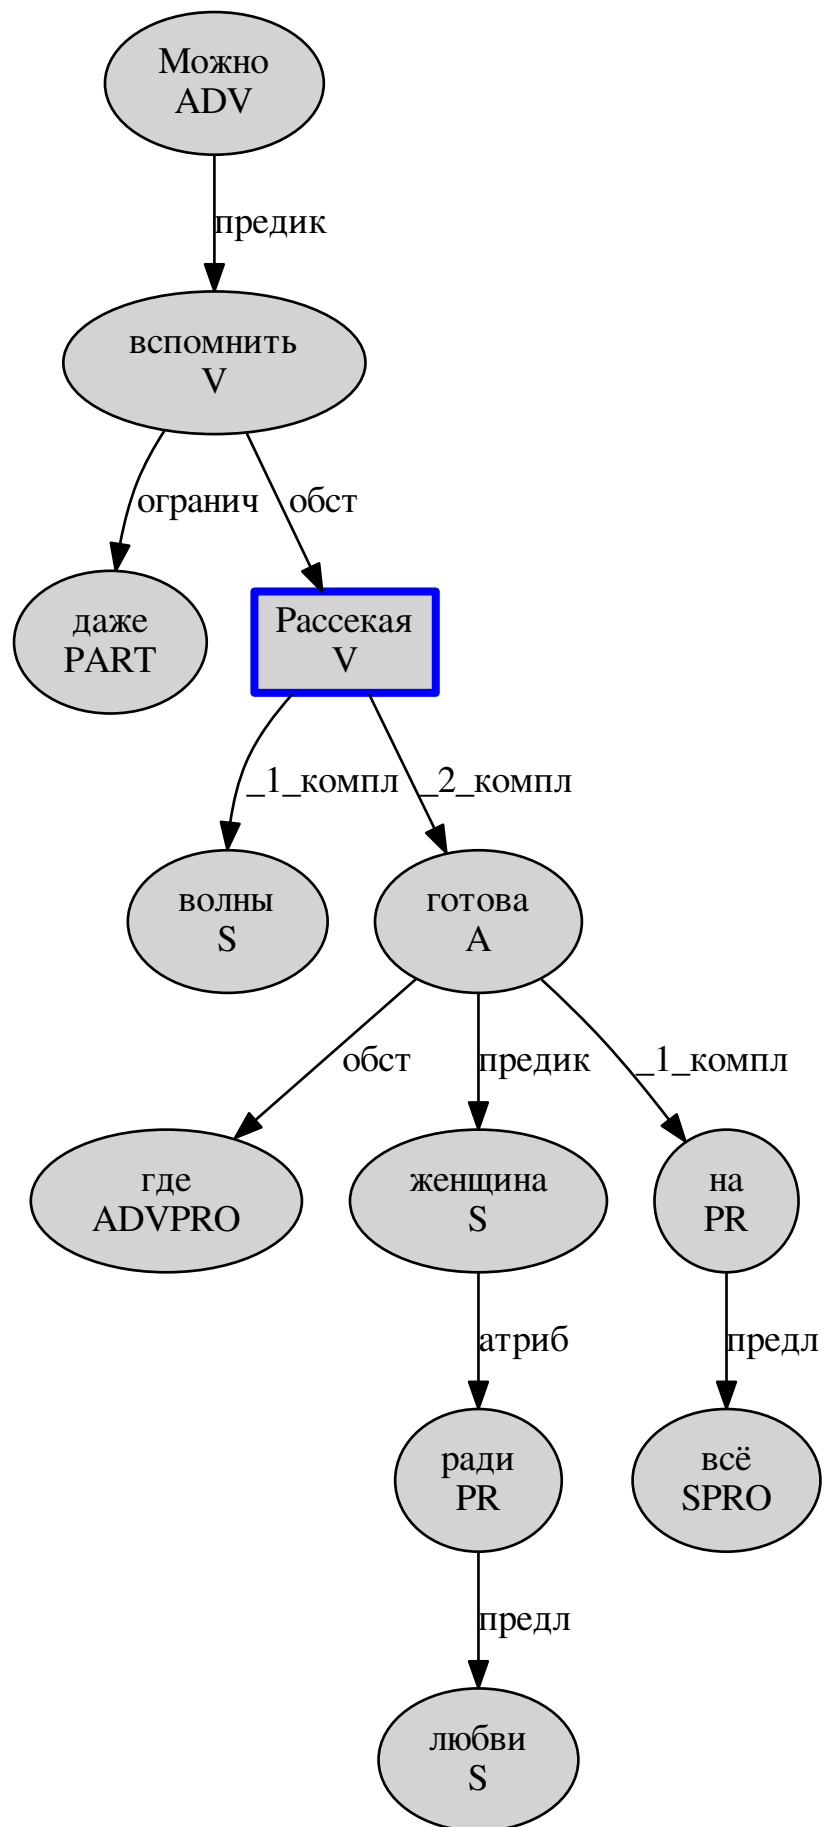 Можно
ADV
предик
вспомнить
V
огранич
обст
даже
PART
Рассекая
V
_1_компл
_2_компл
волны
S
готова
A
обст
предик
_1_компл
где
ADVPRO
женщина
S
на
PR
атриб
предл
ради
PR
всё
SPRO
предл
любви
S